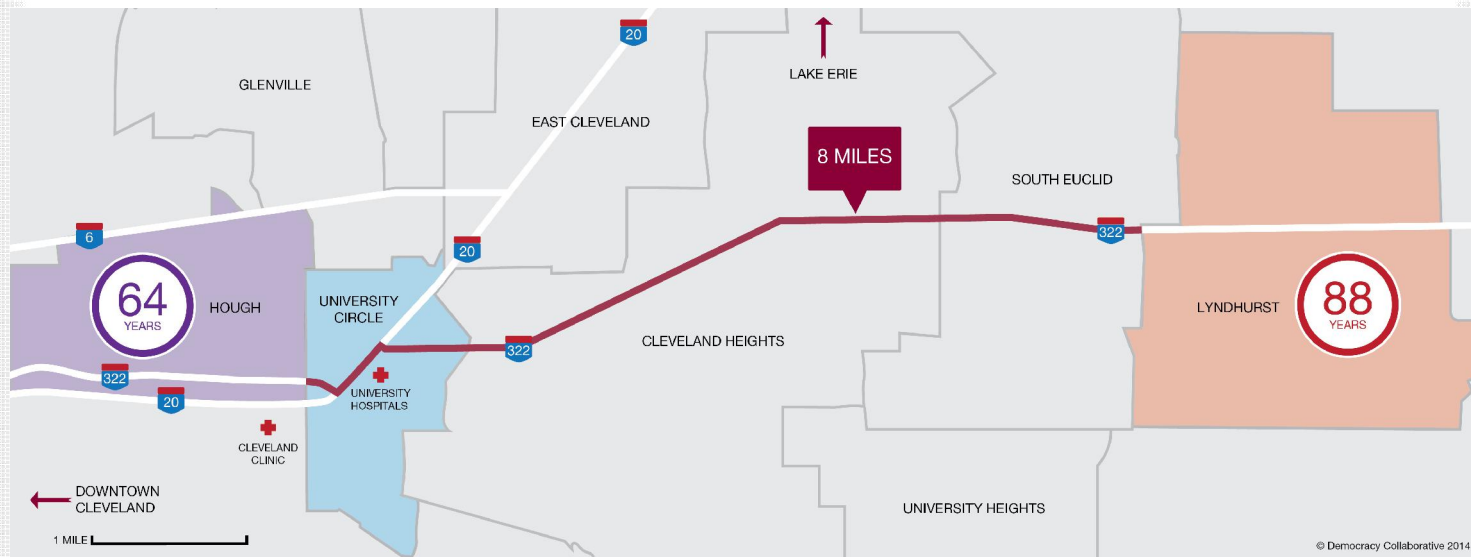 20
LAKE ERIE
GLENVILLE
EAST CLEVELAND
8 MILES
SOUTH EUCLID
6
20
322
64
YEARS
HOUGH
UNIVERSITY
CIRCLE
LYNDHURST
88
YEARS
322
CLEVELAND HEIGHTS
322
20
UNIVERSITY
HOSPITALS
CLEVELAND
CLINIC
DOWNTOWN
CLEVELAND
UNIVERSITY HEIGHTS
1 MILE
© Democracy Collaborative 2014